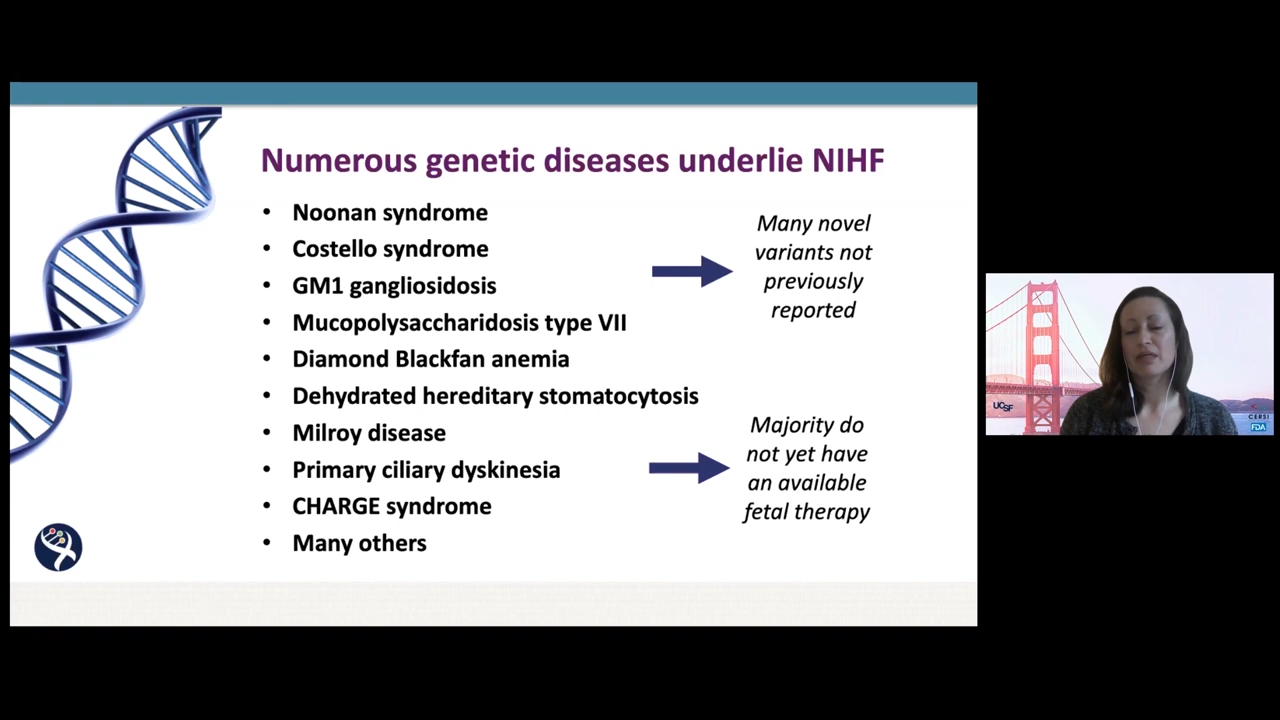 Numerous genetic diseases underlie NIHF
• Noonan syndrome
• Costello syndrome
• GM1 gangliosidosis
• Mucopolysaccharidosis type VII
• Diamond Blackfan anemia
• Dehydrated hereditary stomatocytosis
• Milroy disease
• Primary ciliary dyskinesia
• CHARGE syndrome
• Many others
Many novel
variants not
previously
reported
Majority do
not yet have
an available
fetal therapy
UCSF
CERSI
FDA